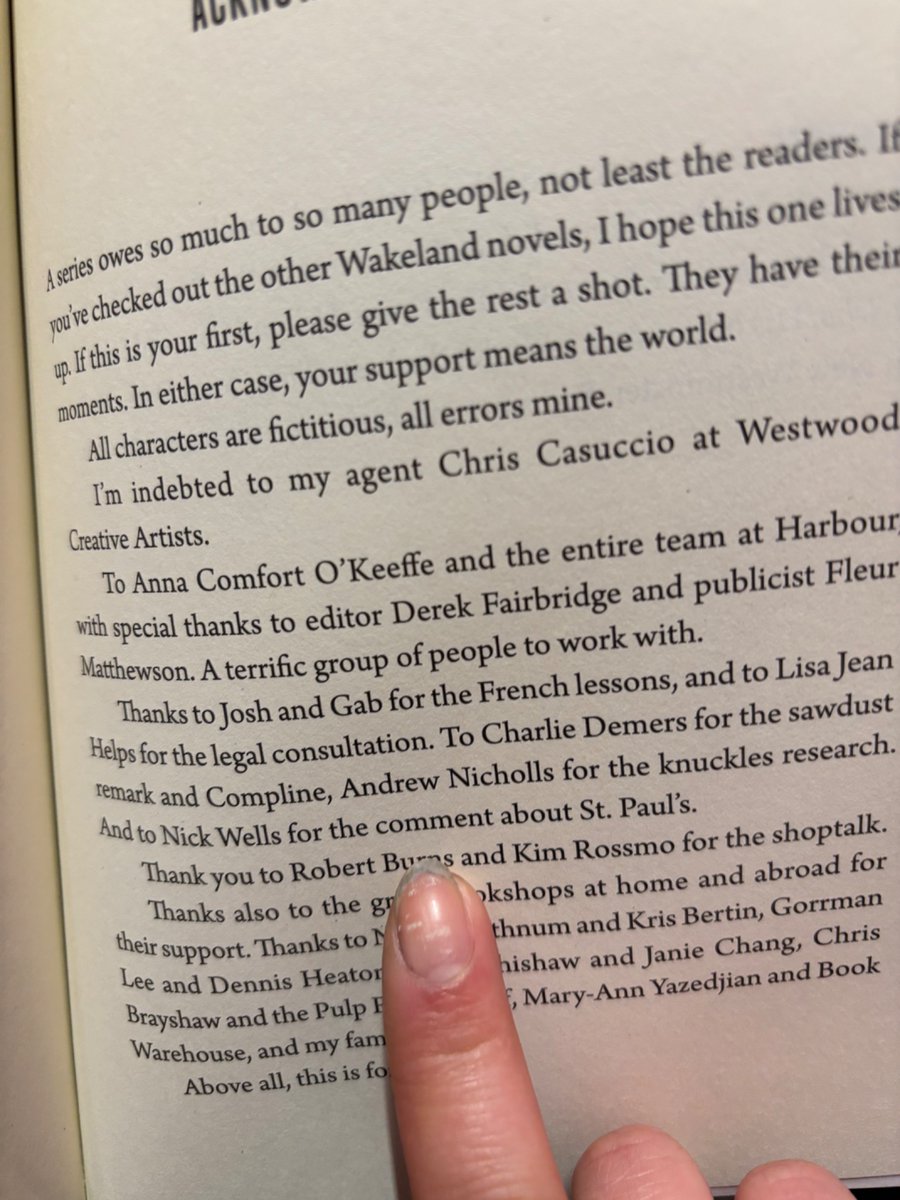 A series owes so much to so many people, not least the readers. If
you've checked out the other Wakeland novels, I hope this one lives
up. If this is your first, please give the rest a shot. They have their
moments. In either case, your support means the world.
All characters are fictitious, all errors mine.
I'm indebted to my agent Chris Casuccio at Westwood
Creative Artists.
To Anna Comfort O'Keeffe and the entire team at Harbour,
with special thanks to editor Derek Fairbridge and publicist Fleur
Matthewson. A terrific group of people to work with.
Thanks to Josh and Gab for the French lessons, and to Lisa Jean
Helps for the legal consultation. To Charlie Demers for the sawdust
remark and Compline, Andrew Nicholls for the knuckles research.
And to Nick Wells for the comment about St. Paul's.
Thank you to Robert Burns and Kim Rossmo for the shoptalk.
Thanks also to the at home and abroad for
their support. Thanks to and Kris Bertin, Gorrman
Lee and Dennis and Janie Chang, Chris
Brayshaw and the Pulp Mary-Ann Yazedjian and Book
Warehouse, and my
Above all, this is